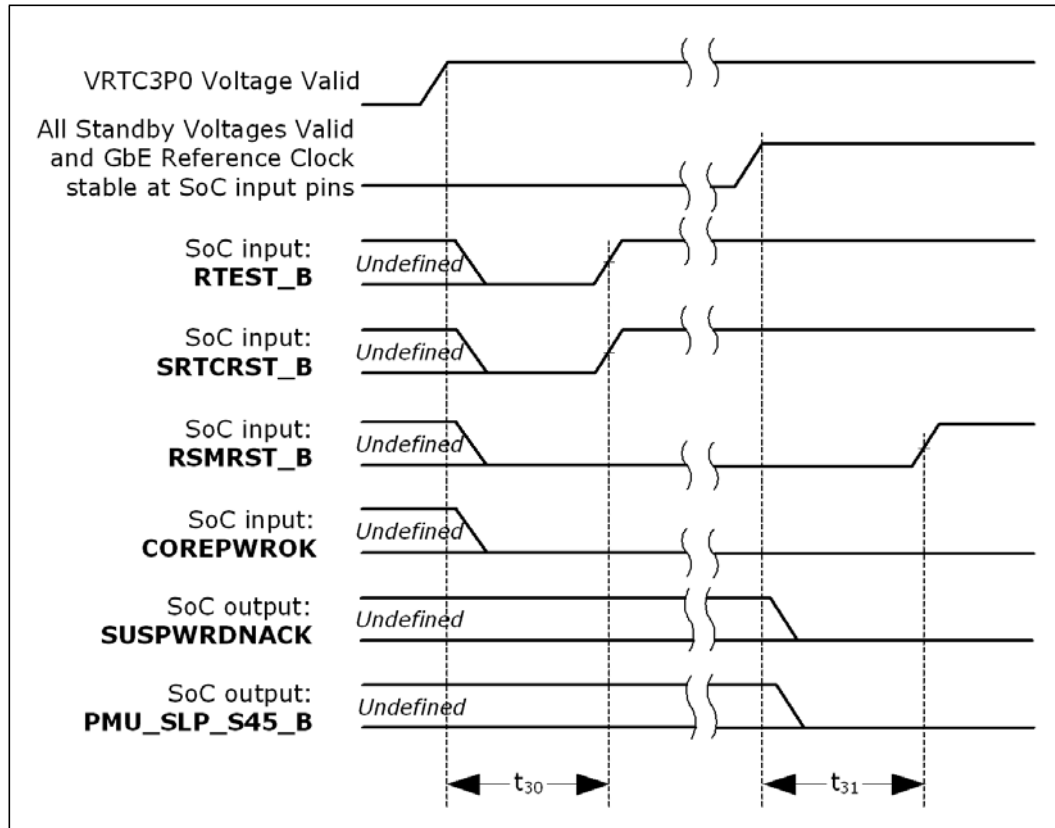 VRTC3P0 Voltage Valid
All Standby Voltages Valid
and GbE Reference Clock
stable at SoC input pins
SoC input:
RTEST_B
Undefined
SoC input:
SRTCRST_B
Undefined
SoC input:
RSMRST_B
Undefined
SoC input:
COREPWROK
Undefined
SoC output:
SUSPWRDNACK
Undefined
SoC output:
PMU_SLP_S45_B
Undefined
t30
t31